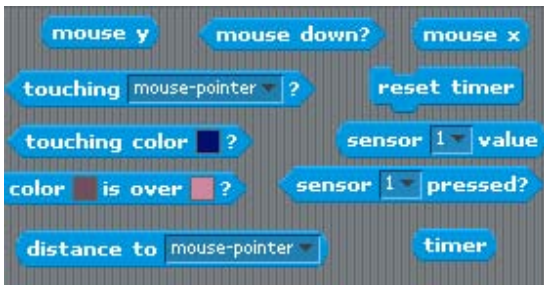 mouse y mouse down? mouse x
touching mouse-pointer ? reset timer
touching color ? sensor 1 value
color is over ? sensor 1 pressed?
distance to mouse-pointer timer